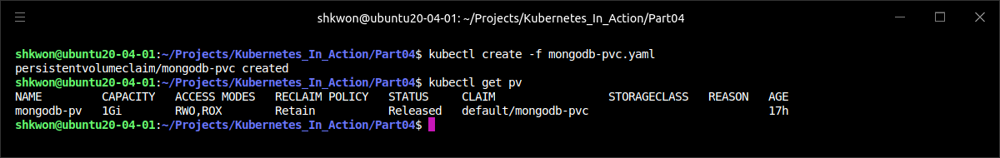 shkwon@ubuntu20-04-01: ~/Projects/Kubernetes_In_Action/Part04
shkwon@ubuntu20-04-01:~/Projects/Kubernetes_In_Action/Part04$ kubectl create -f mongodb-pvc.yaml
persistentvolumeclaim/mongodb-pvc created
shkwon@ubuntu20-04-01:~/Projects/Kubernetes_In_Action/Part04$ kubectl get pv
NAME         CAPACITY   ACCESS MODES   RECLAIM POLICY   STATUS     CLAIM                 STORAGECLASS   REASON   AGE
mongodb-pv   1Gi        RWO,ROX        Retain           Released   default/mongodb-pvc                           17h
shkwon@ubuntu20-04-01:~/Projects/Kubernetes_In_Action/Part04$